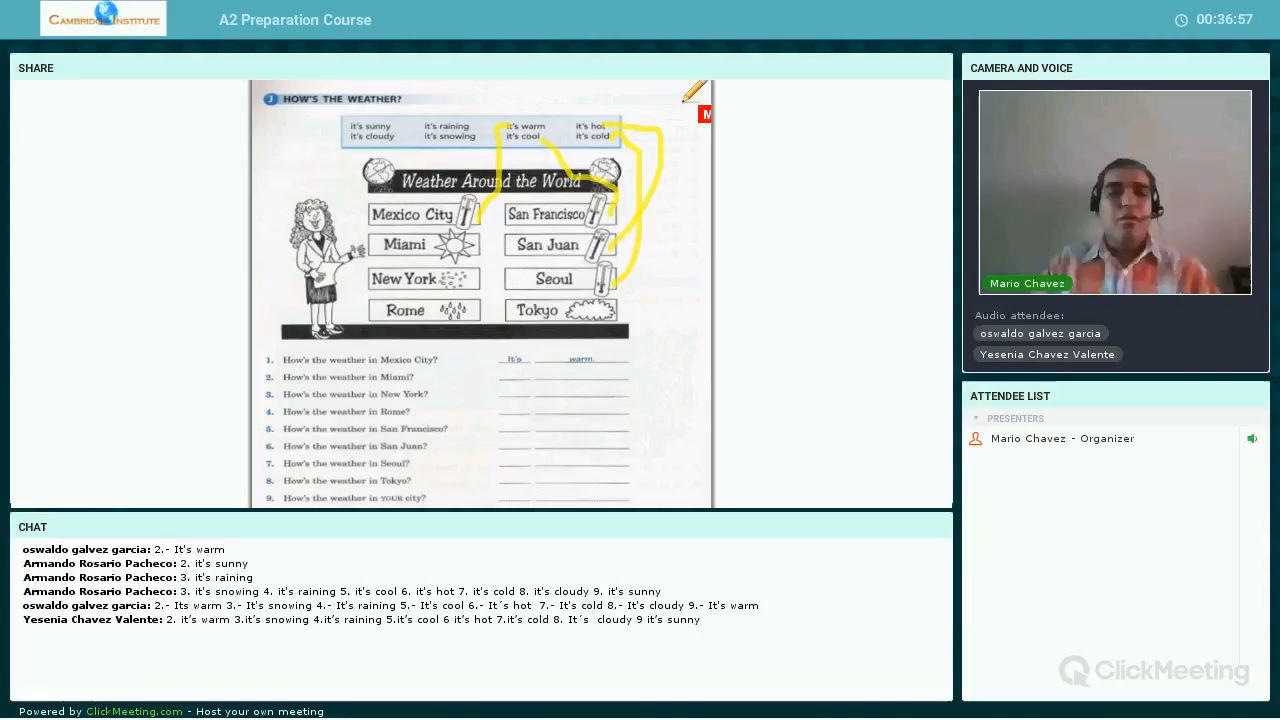 CAMBRIDGE INSTITUTE
A2 Preparation Course
00:36:57
SHARE
J HOW'S THE WEATHER?
it's sunny it's raining it's warm it's hot
it's cloudy it's snowing it's cool it's cold
Weather Around the World
Mexico City San Francisco
Miami San Juan
New York Seoul
Rome Tokyo
1. How's the weather in Mexico City? It's warm.
2. How's the weather in Miami?
3. How's the weather in New York?
4. How's the weather in Rome?
5. How's the weather in San Francisco?
6. How's the weather in San Juan?
7. How's the weather in Seoul?
8. How's the weather in Tokyo?
9. How's the weather in YOUR city?
M
CAMERA AND VOICE
Mario Chavez
Audio attendee:
oswaldo galvez garcia
Yesenia Chavez Valente
ATTENDEE LIST
PRESENTERS
Mario Chavez - Organizer
CHAT
oswaldo galvez garcia: 2.- It's warm
Armando Rosario Pacheco: 2. it's sunny
Armando Rosario Pacheco: 3. it's raining
Armando Rosario Pacheco: 3. it's snowing 4. it's raining 5. it's cool 6. it's hot 7. it's cold 8. it's cloudy 9. it's sunny
oswaldo galvez garcia: 2.- Its warm 3.- It's snowing 4.- It's raining 5.- It's cool 6.- It´s hot 7.- It's cold 8.- It's cloudy 9.- It's warm
Yesenia Chavez Valente: 2. it’s warm 3.it’s snowing 4.it’s raining 5.it’s cool 6 it’s hot 7.it’s cold 8. It´s cloudy 9 it’s sunny
ClickMeeting
Powered by ClickMeeting.com - Host your own meeting